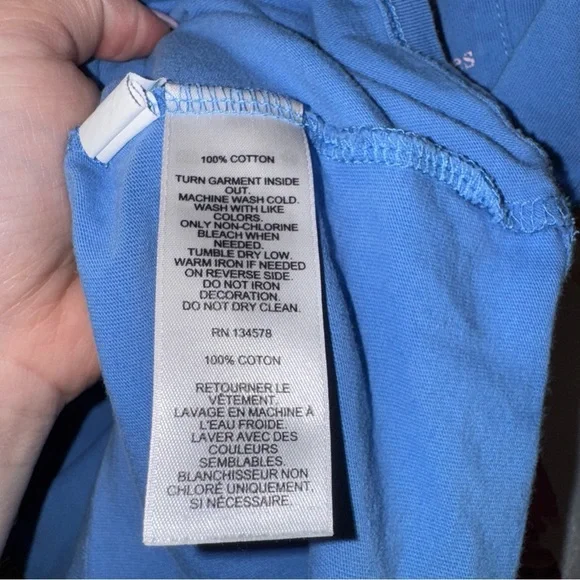 100% COTTON
TURN GARMENT INSIDE
OUT.
MACHINE WASH COLD.
WASH WITH LIKE
COLORS.
ONLY NON-CHLORINE
BLEACH WHEN
NEEDED.
TUMBLE DRY LOW.
WARM IRON IF NEEDED
ON REVERSE SIDE.
DO NOT IRON
DECORATION.
DO NOT DRY CLEAN.
RN 134578
100% COTON
RETOURNER LE
VÊTEMENT.
LAVAGE EN MACHINE À
L'EAU FROIDE.
LAVER AVEC DES
COULEURS
SEMBLABLES.
BLANCHISSEUR NON
CHLORÉ UNIQUEMENT,
SI NÉCESSAIRE.